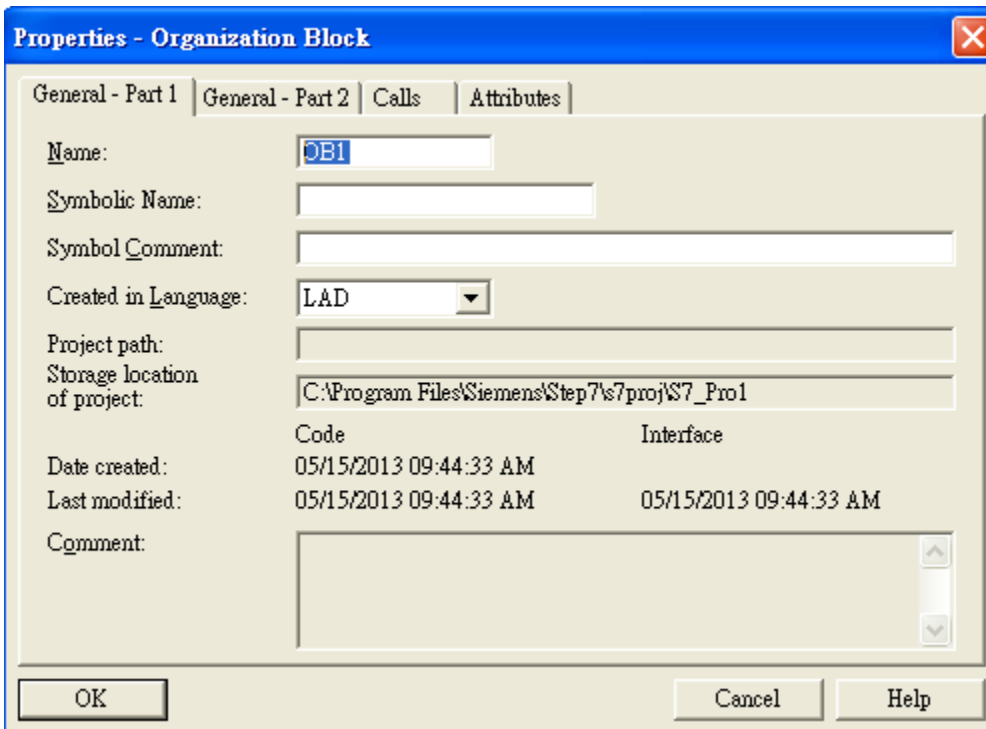 Properties - Organization Block
General - Part 1 General - Part 2 Calls Attributes
Name: OB1
Symbolic Name:
Symbol Comment:
Created in Language: LAD
Project path:
Storage location
of project: C:\Program Files\Siemens\Step7\s7proj\S7_Pro1
Code Interface
Date created: 05/15/2013 09:44:33 AM
Last modified: 05/15/2013 09:44:33 AM 05/15/2013 09:44:33 AM
Comment:
OK Cancel Help